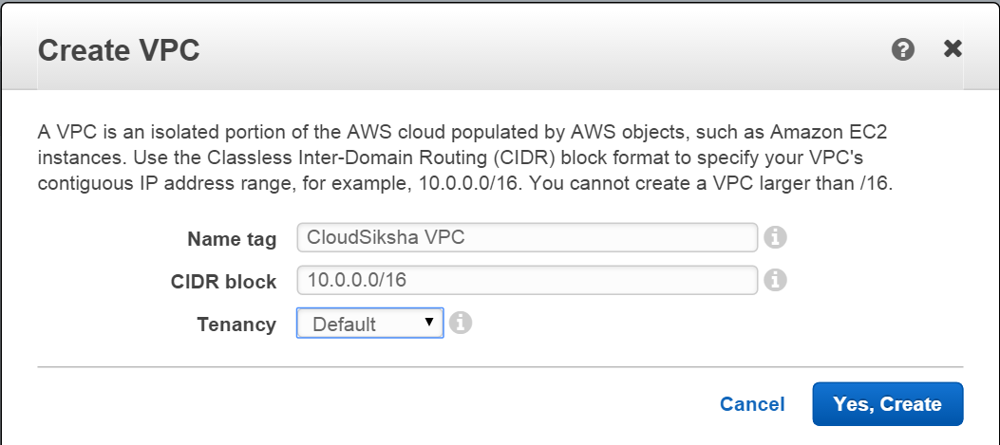 Create VPC
A VPC is an isolated portion of the AWS cloud populated by AWS objects, such as Amazon EC2
instances. Use the Classless Inter-Domain Routing (CIDR) block format to specify your VPC's
contiguous IP address range, for example, 10.0.0.0/16. You cannot create a VPC larger than /16.
Name tag CloudSiksha VPC
CIDR block 10.0.0.0/16
Tenancy Default
Cancel Yes, Create